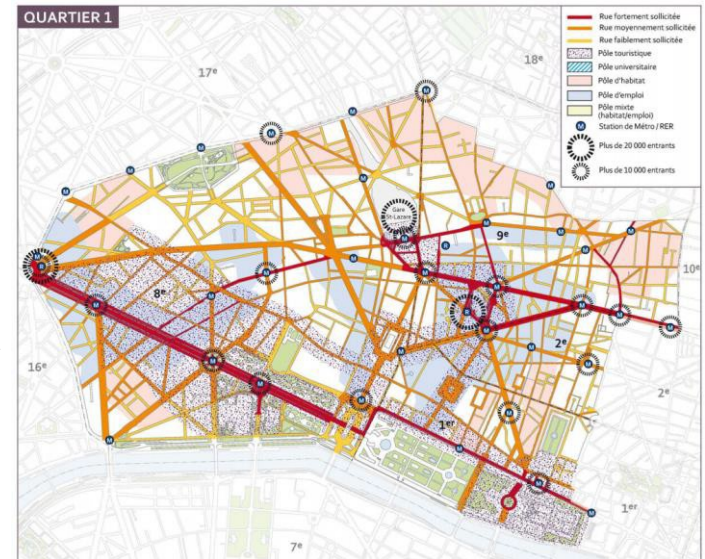 QUARTIER 1
Rue fortement sollicitée
Rue moyennement sollicitée
Rue faiblement sollicitée
Pôle touristique
Pôle universitaire
Pôle d'habitat
Pôle d'emploi
Pôle mixte
(habitat/emploi)
M Station de Métro / RER
Plus de 20 000 entrants
Plus de 10 000 entrants
17e
18e
Gare
St-Lazare
9e
10e
8e
16e
2e
2e
1er
1er
7e